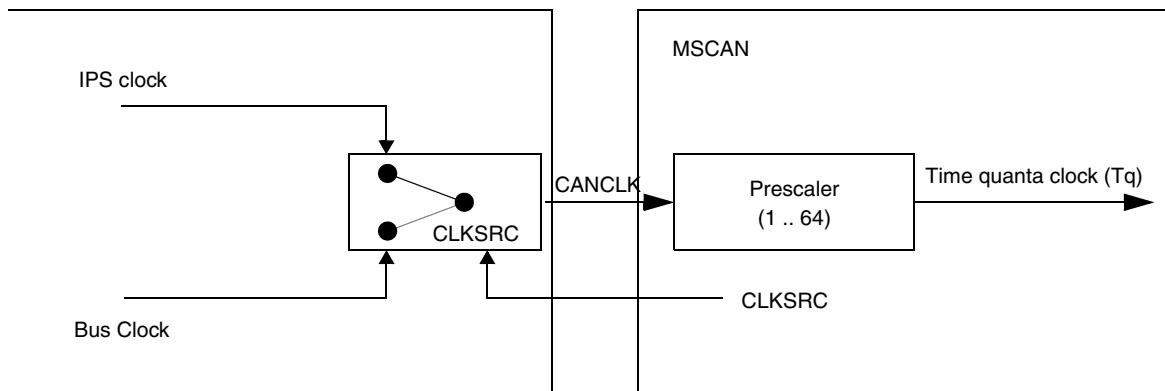 MSCAN
IPS clock
CANCLK
Prescaler
(1 .. 64)
Time quanta clock (Tq)
CLKSRC
CLKSRC
Bus Clock